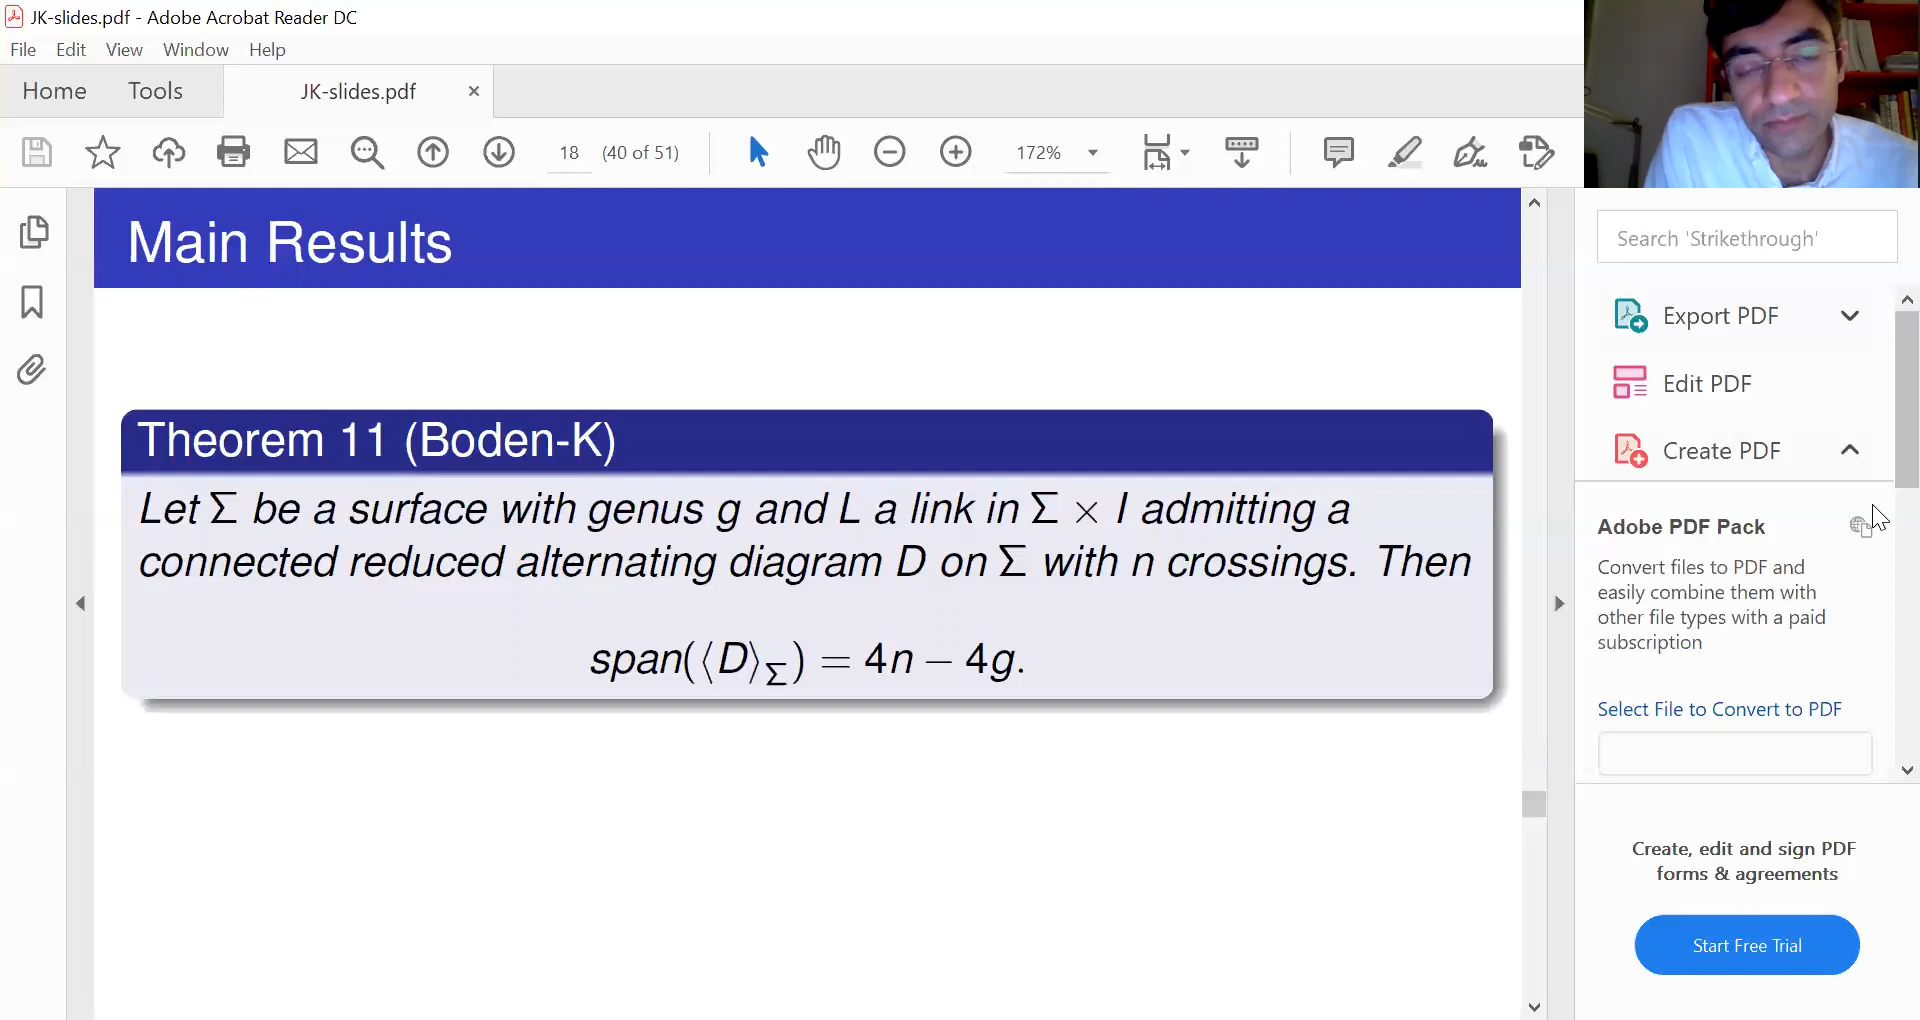 JK-slides.pdf - Adobe Acrobat Reader DC
File Edit View Window Help
Home Tools JK-slides.pdf ×
18 (40 of 51) 172%
Main Results
Theorem 11 (Boden-K)
Let Σ be a surface with genus g and L a link in Σ × I admitting a
connected reduced alternating diagram D on Σ with n crossings. Then
span(⟨D⟩_Σ) = 4n − 4g.
Search 'Strikethrough'
Export PDF
Edit PDF
Create PDF
Adobe PDF Pack
Convert files to PDF and
easily combine them with
other file types with a paid
subscription
Select File to Convert to PDF
Create, edit and sign PDF
forms & agreements
Start Free Trial